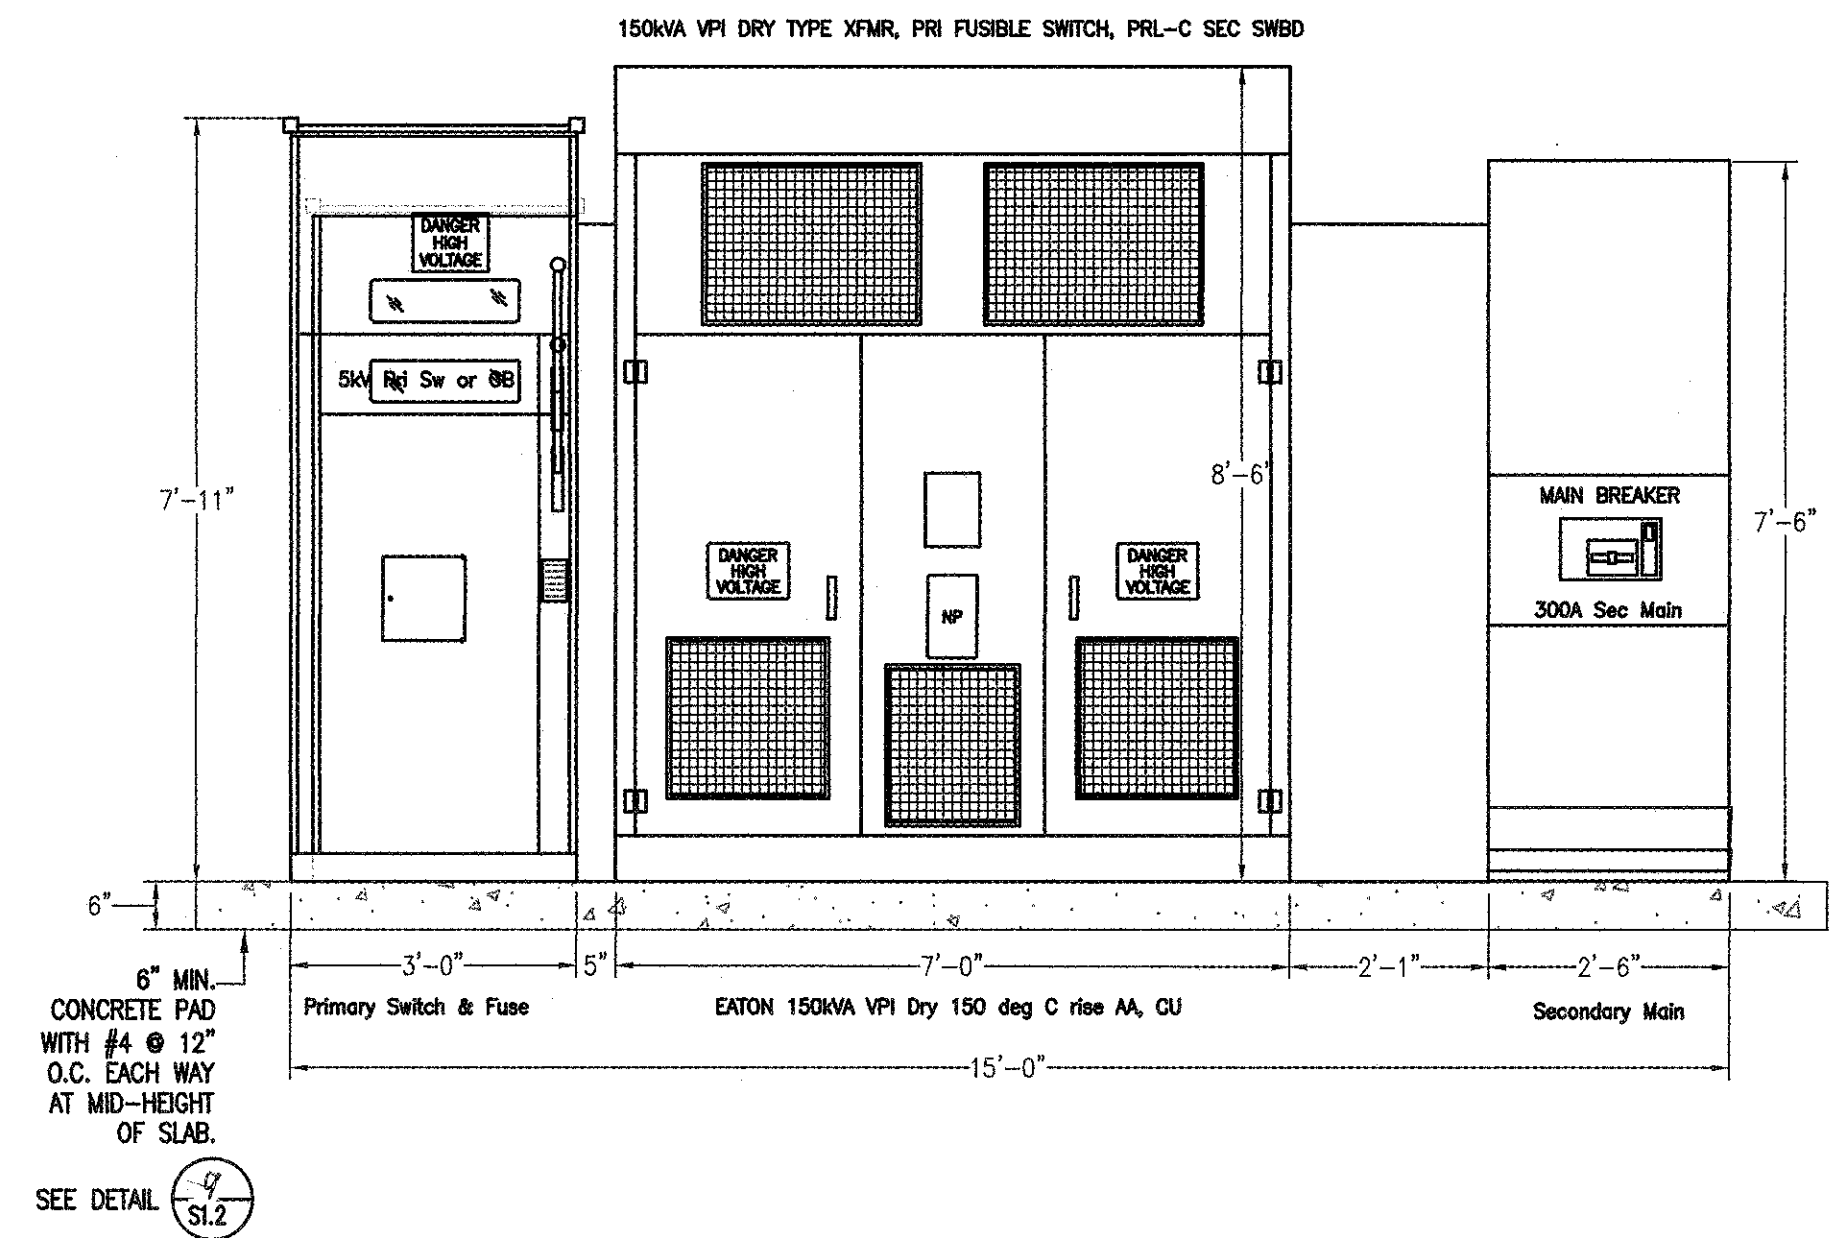 150kVA VPI DRY TYPE XFMR, PRI FUSIBLE SWITCH, PRL-C SEC SWBD
DANGER
HIGH
VOLTAGE
5kV Pri Sw or CB
7'-11"
8'-6"
DANGER
HIGH
VOLTAGE
NP
DANGER
HIGH
VOLTAGE
MAIN BREAKER
300A Sec Main
7'-6"
6"
3'-0"
5"
7'-0"
2'-1"
2'-6"
Primary Switch & Fuse
EATON 150kVA VPI Dry 150 deg C rise AA, CU
Secondary Main
15'-0"
6" MIN.
CONCRETE PAD
WITH #4 @ 12"
O.C. EACH WAY
AT MID-HEIGHT
OF SLAB.
SEE DETAIL
9
S1.2